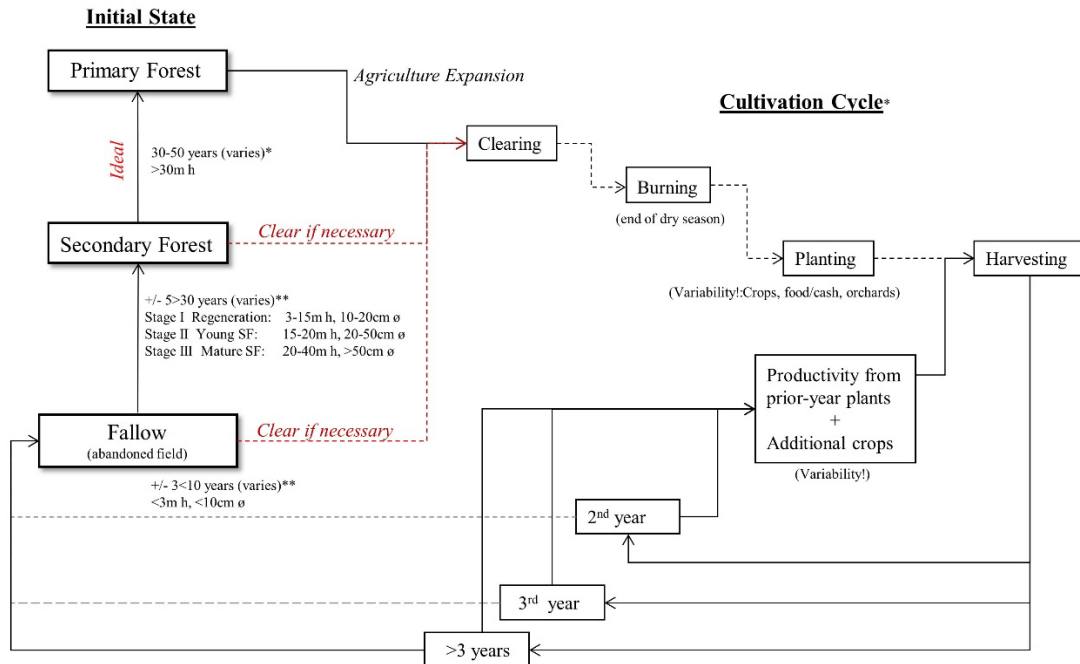 Initial State
Primary Forest
Agriculture Expansion
Cultivation Cycle*
Ideal
30-50 years (varies)*
>30m h
Clearing
Burning
(end of dry season)
Secondary Forest
Clear if necessary
Planting
Harvesting
(Variability!:Crops, food/cash, orchards)
+/- 5>30 years (varies)**
Stage I Regeneration: 3-15m h, 10-20cm ø
Stage II Young SF: 15-20m h, 20-50cm ø
Stage III Mature SF: 20-40m h, >50cm ø
Productivity from
prior-year plants
+
Additional crops
(Variability!)
Fallow
(abandoned field)
Clear if necessary
+/- 3<10 years (varies)**
<3m h, <10cm ø
2nd year
3rd year
>3 years